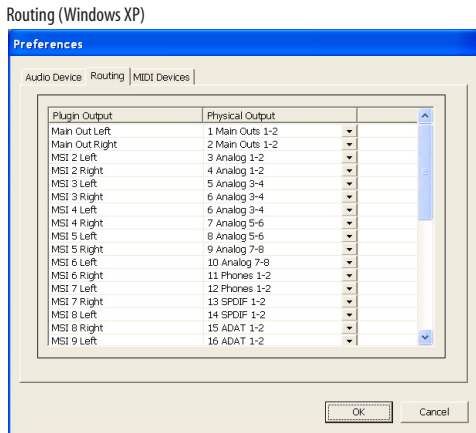 Routing (Windows XP)
Preferences
Audio Device Routing MIDI Devices
Plugin Output Physical Output
Main Out Left 1 Main Outs 1-2
Main Out Right 2 Main Outs 1-2
MSI 2 Left 3 Analog 1-2
MSI 2 Right 4 Analog 1-2
MSI 3 Left 5 Analog 3-4
MSI 3 Right 6 Analog 3-4
MSI 4 Left 6 Analog 3-4
MSI 4 Right 7 Analog 5-6
MSI 5 Left 8 Analog 5-6
MSI 5 Right 9 Analog 7-8
MSI 6 Left 10 Analog 7-8
MSI 6 Right 11 Phones 1-2
MSI 7 Left 12 Phones 1-2
MSI 7 Right 13 SPDIF 1-2
MSI 8 Left 14 SPDIF 1-2
MSI 8 Right 15 ADAT 1-2
MSI 9 Left 16 ADAT 1-2
OK Cancel